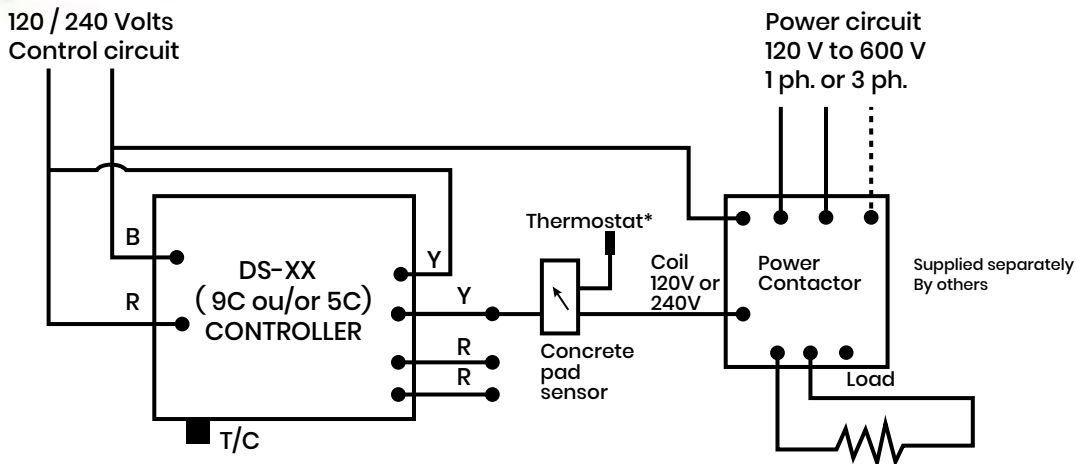 120 / 240 Volts
Control circuit
Power circuit
120 V to 600 V
1 ph. or 3 ph.
B
R
DS-XX
( 9C ou/or 5C)
CONTROLLER
Y
Y
R
R
T/C
Thermostat*
Concrete
pad
sensor
Coil
120V or
240V
Power
Contactor
Load
Supplied separately
By others